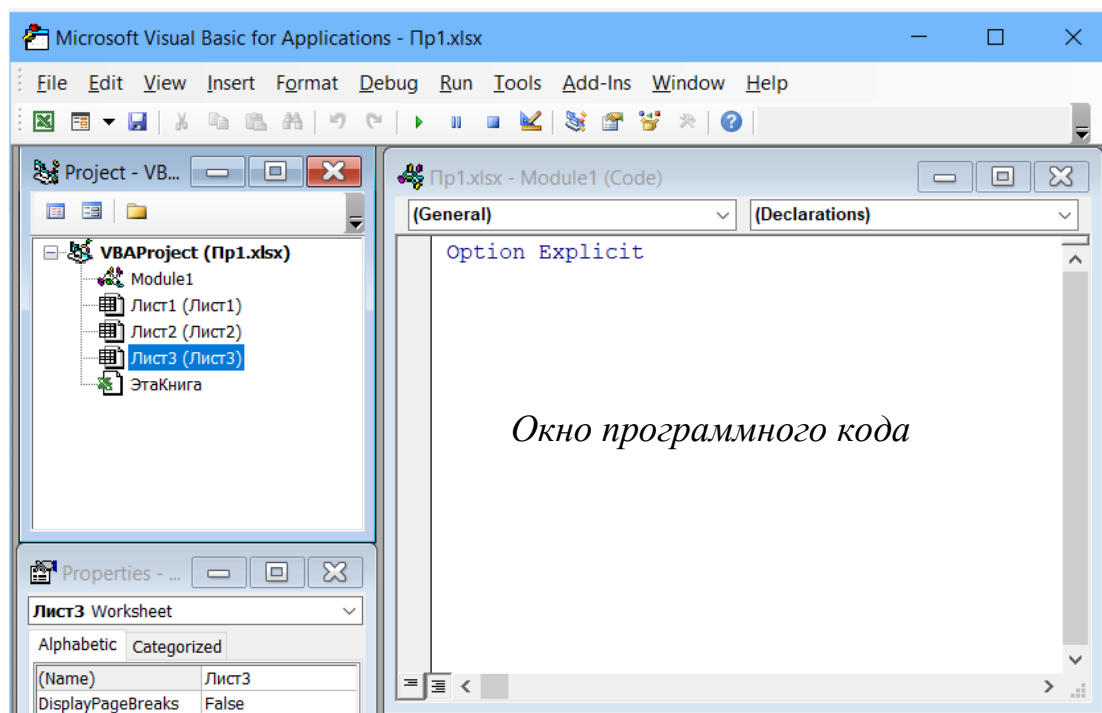 Microsoft Visual Basic for Applications - Пр1.xlsx
File Edit View Insert Format Debug Run Tools Add-Ins Window Help
Project - VB...
VBAProject (Пр1.xlsx)
Module1
Лист1 (Лист1)
Лист2 (Лист2)
Лист3 (Лист3)
ЭтаКнига
Properties - ...
Лист3 Worksheet
Alphabetic Categorized
(Name) Лист3
DisplayPageBreaks False
Пр1.xlsx - Module1 (Code)
(General) (Declarations)
Option Explicit
Окно программного кода